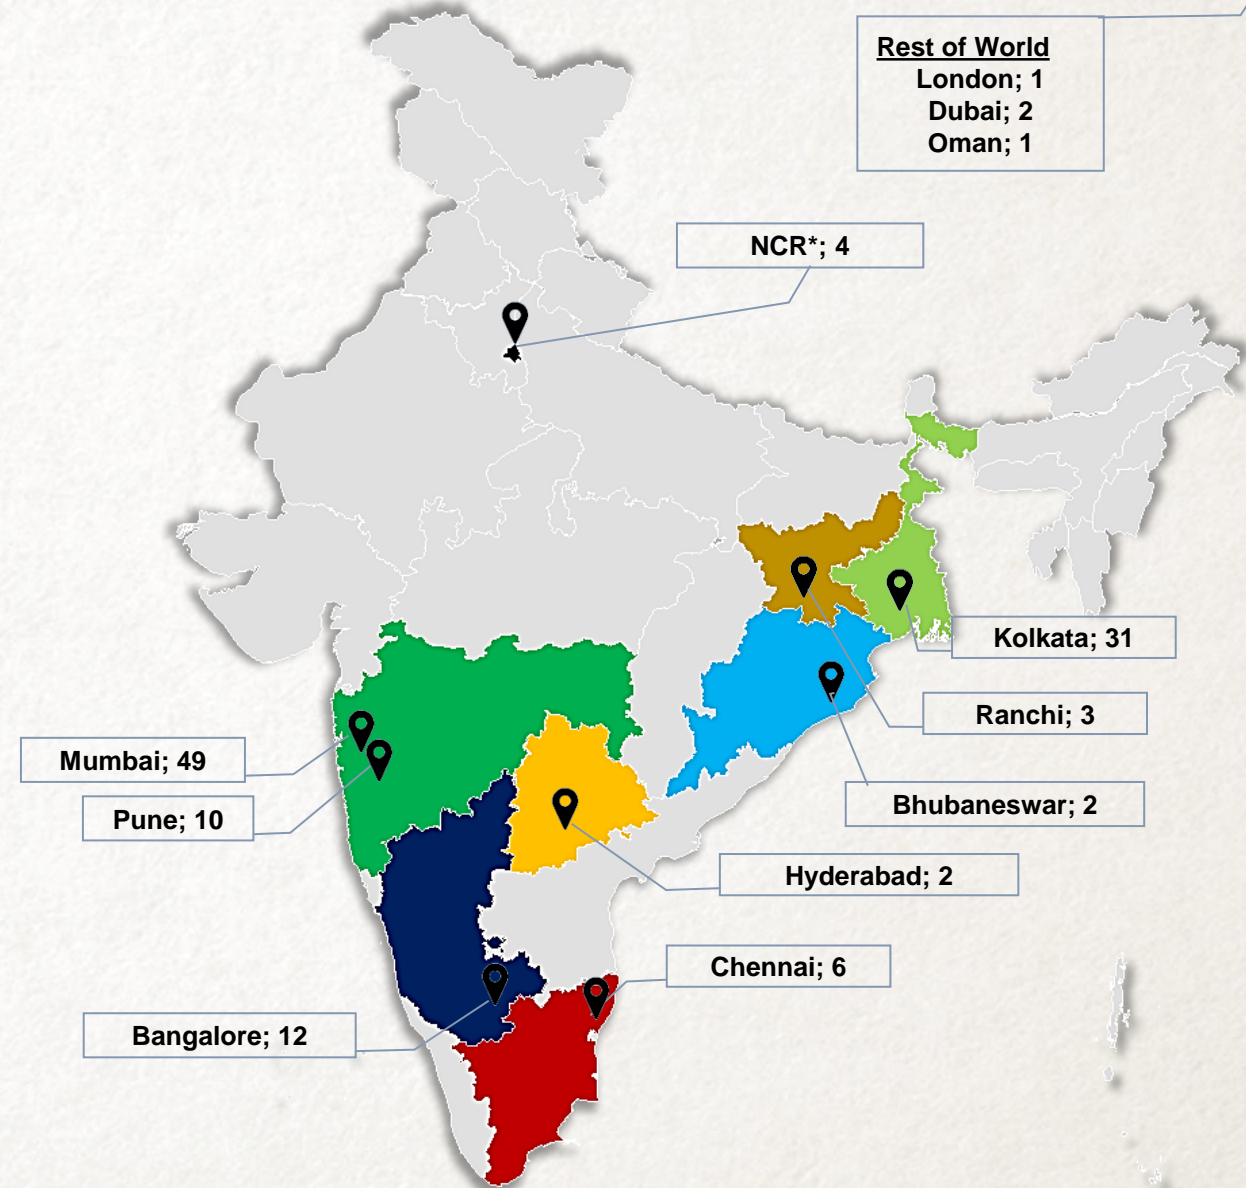 Rest of World
London; 1
Dubai; 2
Oman; 1
NCR*; 4
Kolkata; 31
Ranchi; 3
Mumbai; 49
Pune; 10
Bhubaneswar; 2
Hyderabad; 2
Chennai; 6
Bangalore; 12